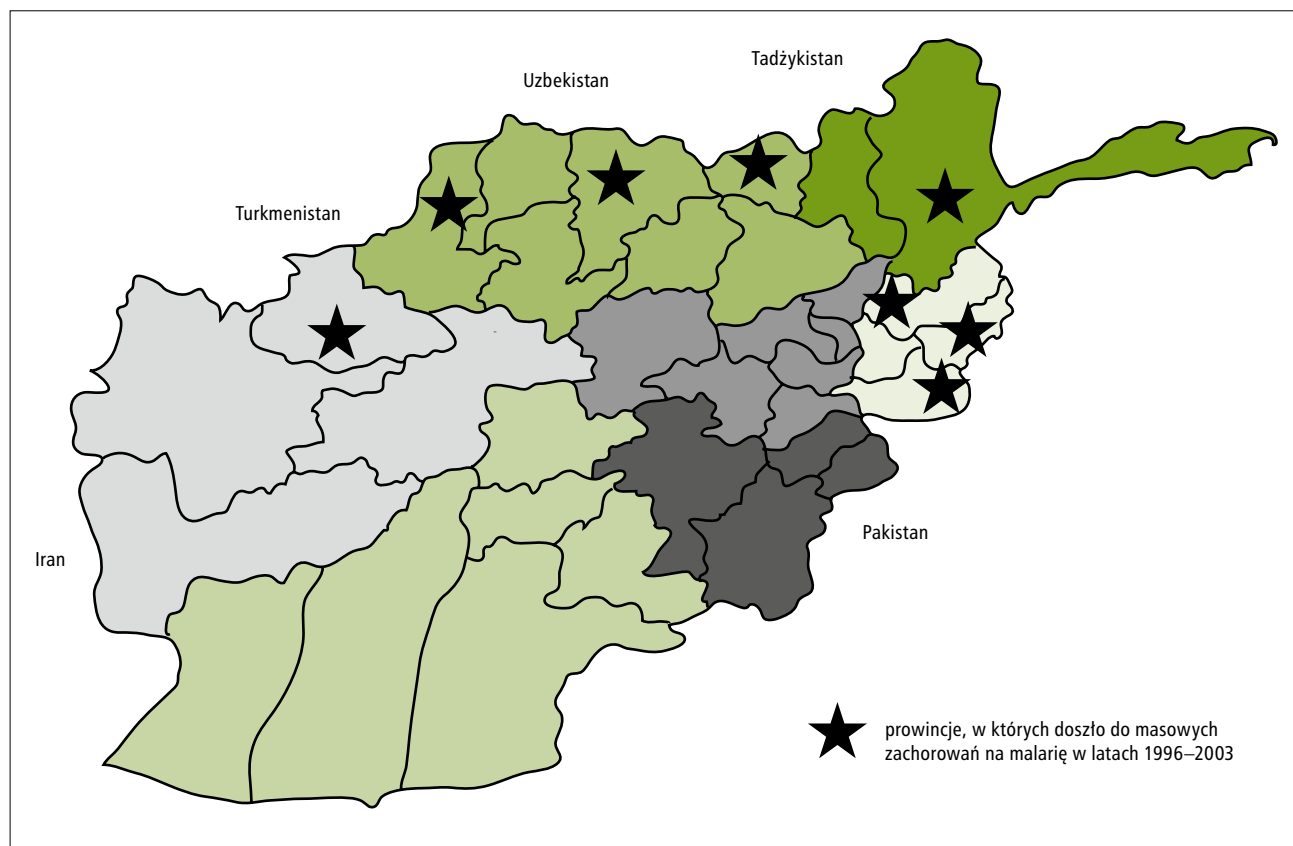 Tadżykistan
Uzbekistan
Turkmenistan
Iran
Pakistan
prowincje, w których doszło do masowych
zachorowań na malarię w latach 1996–2003